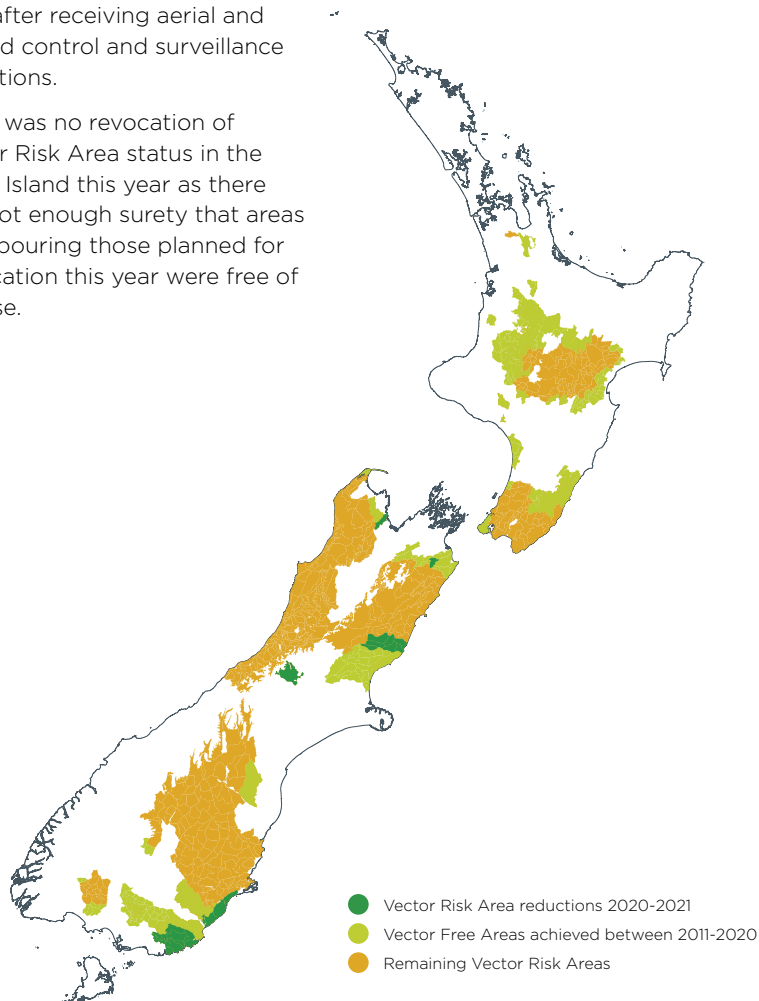 after receiving aerial and
d control and surveillance
tions.
was no revocation of
r Risk Area status in the
Island this year as there
ot enough surety that areas
bouring those planned for
cation this year were free of
se.
Vector Risk Area reductions 2020-2021
Vector Free Areas achieved between 2011-2020
Remaining Vector Risk Areas